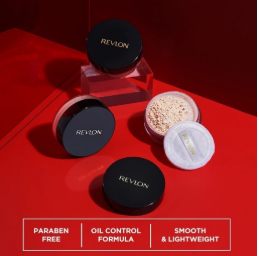 REVLON
REVLON
REVLON
PARABEN
FREE
OIL CONTROL
FORMULA
SMOOTH
& LIGHTWEIGHT